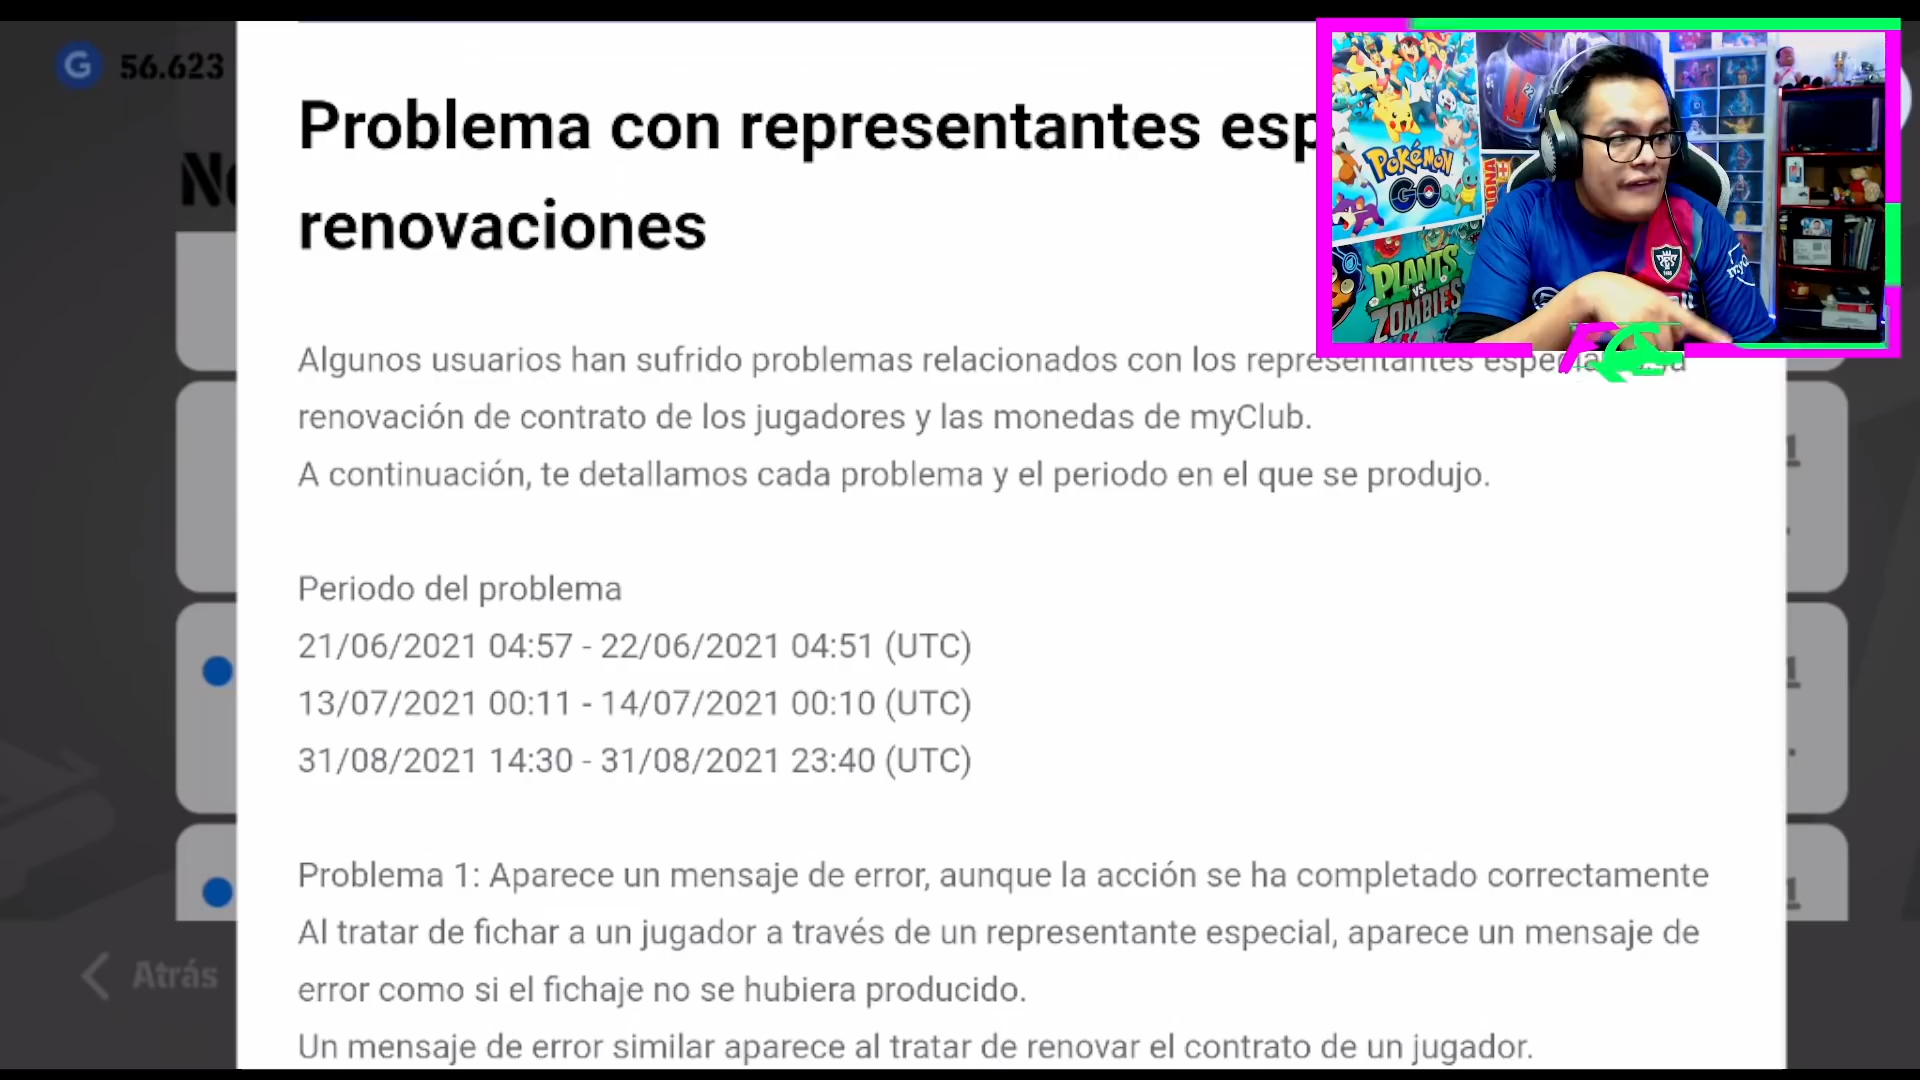 G 56.623
Problema con representantes esp
renovaciones
Algunos usuarios han sufrido problemas relacionados con los representantes
renovación de contrato de los jugadores y las monedas de myClub.
A continuación, te detallamos cada problema y el periodo en el que se produjo.
Periodo del problema
21/06/2021 04:57 - 22/06/2021 04:51 (UTC)
13/07/2021 00:11 - 14/07/2021 00:10 (UTC)
31/08/2021 14:30 - 31/08/2021 23:40 (UTC)
Problema 1: Aparece un mensaje de error, aunque la acción se ha completado correctamente
Al tratar de fichar a un jugador a través de un representante especial, aparece un mensaje de
error como si el fichaje no se hubiera producido.
Un mensaje de error similar aparece al tratar de renovar el contrato de un jugador.
Atrás
POKÉMON
GO
PLANTS
VS.
ZOMBIES